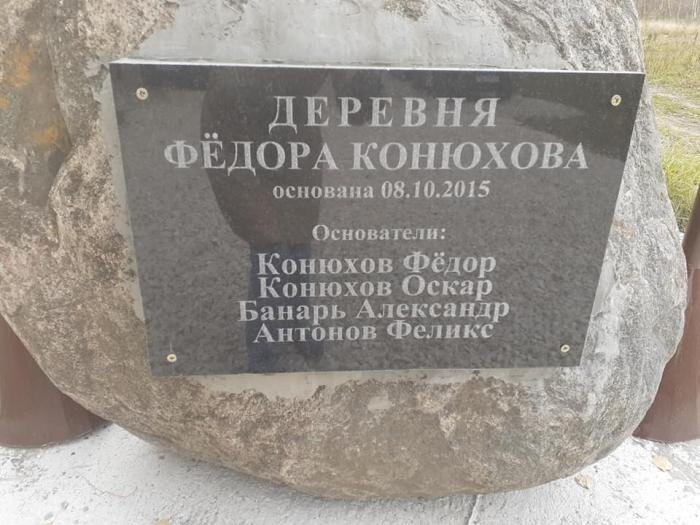 ДЕРЕВНЯ
ФЁДОРА КОНЮХОВА
основана 08.10.2015
Основатели:
Конюхов Фёдор
Конюхов Оскар
Банарь Александр
Антонов Феликс